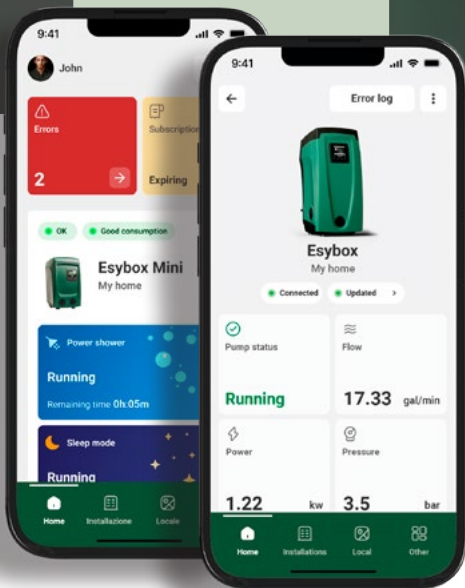 9:41
John
Errors
2
Subscription
Expiring
OK
Good consumption
Esybox Mini
My home
Power shower
Running
Remaining time 0h:05m
Sleep mode
Running
Home
Installazione
Locale
9:41
Error log
Esybox
My home
Connected
Updated
Pump status
Running
Flow
17.33 gal/min
Power
1.22 kw
Pressure
3.5 bar
Home
Installations
Local
Other